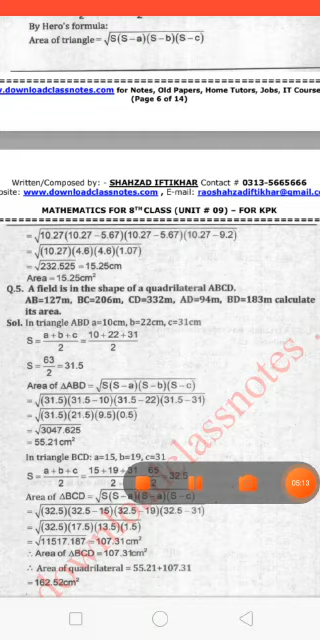 By Hero's formula:
Area of triangle = √S(S−a)(S−b)(S−c)
w.downloadclassnotes.com for Notes, Old Papers, Home Tutors, Jobs, IT Course
(Page 6 of 14)
Written/Composed by: - SHAHZAD IFTIKHAR Contact # 0313-5665666
bsite: www.downloadclassnotes.com , E-mail: raoshahzadiftikhar@gmail.co
MATHEMATICS FOR 8TH CLASS (UNIT # 09) – FOR KPK
=√10.27(10.27−5.67)(10.27−5.67)(10.27−9.2)
=√(10.27)(4.6)(4.6)(1.07)
=√232.525 = 15.25cm
Area = 15.25cm²
Q.5. A field is in the shape of a quadrilateral ABCD.
AB=127m, BC=206m, CD=332m, AD=94m, BD=183m calculate
its area.
Sol. In triangle ABD a=10cm, b=22cm, c=31cm
S = a+b+c/2 = 10+22+31/2
S = 63/2 = 31.5
Area of ΔABD = √S(S−a)(S−b)(S−c)
=√(31.5)(31.5−10)(31.5−22)(31.5−31)
=√(31.5)(21.5)(9.5)(0.5)
=√3047.625
= 55.21cm²
In triangle BCD: a=15, b=19, c=31
S = a+b+c/2 = 15+19+31/2 65 32.5
05:13
Area of ΔBCD = √S(S−a)(S−a)(S−c)
=√(32.5)(32.5−15)(32.5−19)(32.5−31)
=√(32.5)(17.5)(13.5)(1.5)
=√11517.187 = 107.31cm²
∴ Area of ΔBCD = 107.31cm²
∴ Area of quadrilateral = 55.21+107.31
= 162.52cm²
downloadclassnotes.